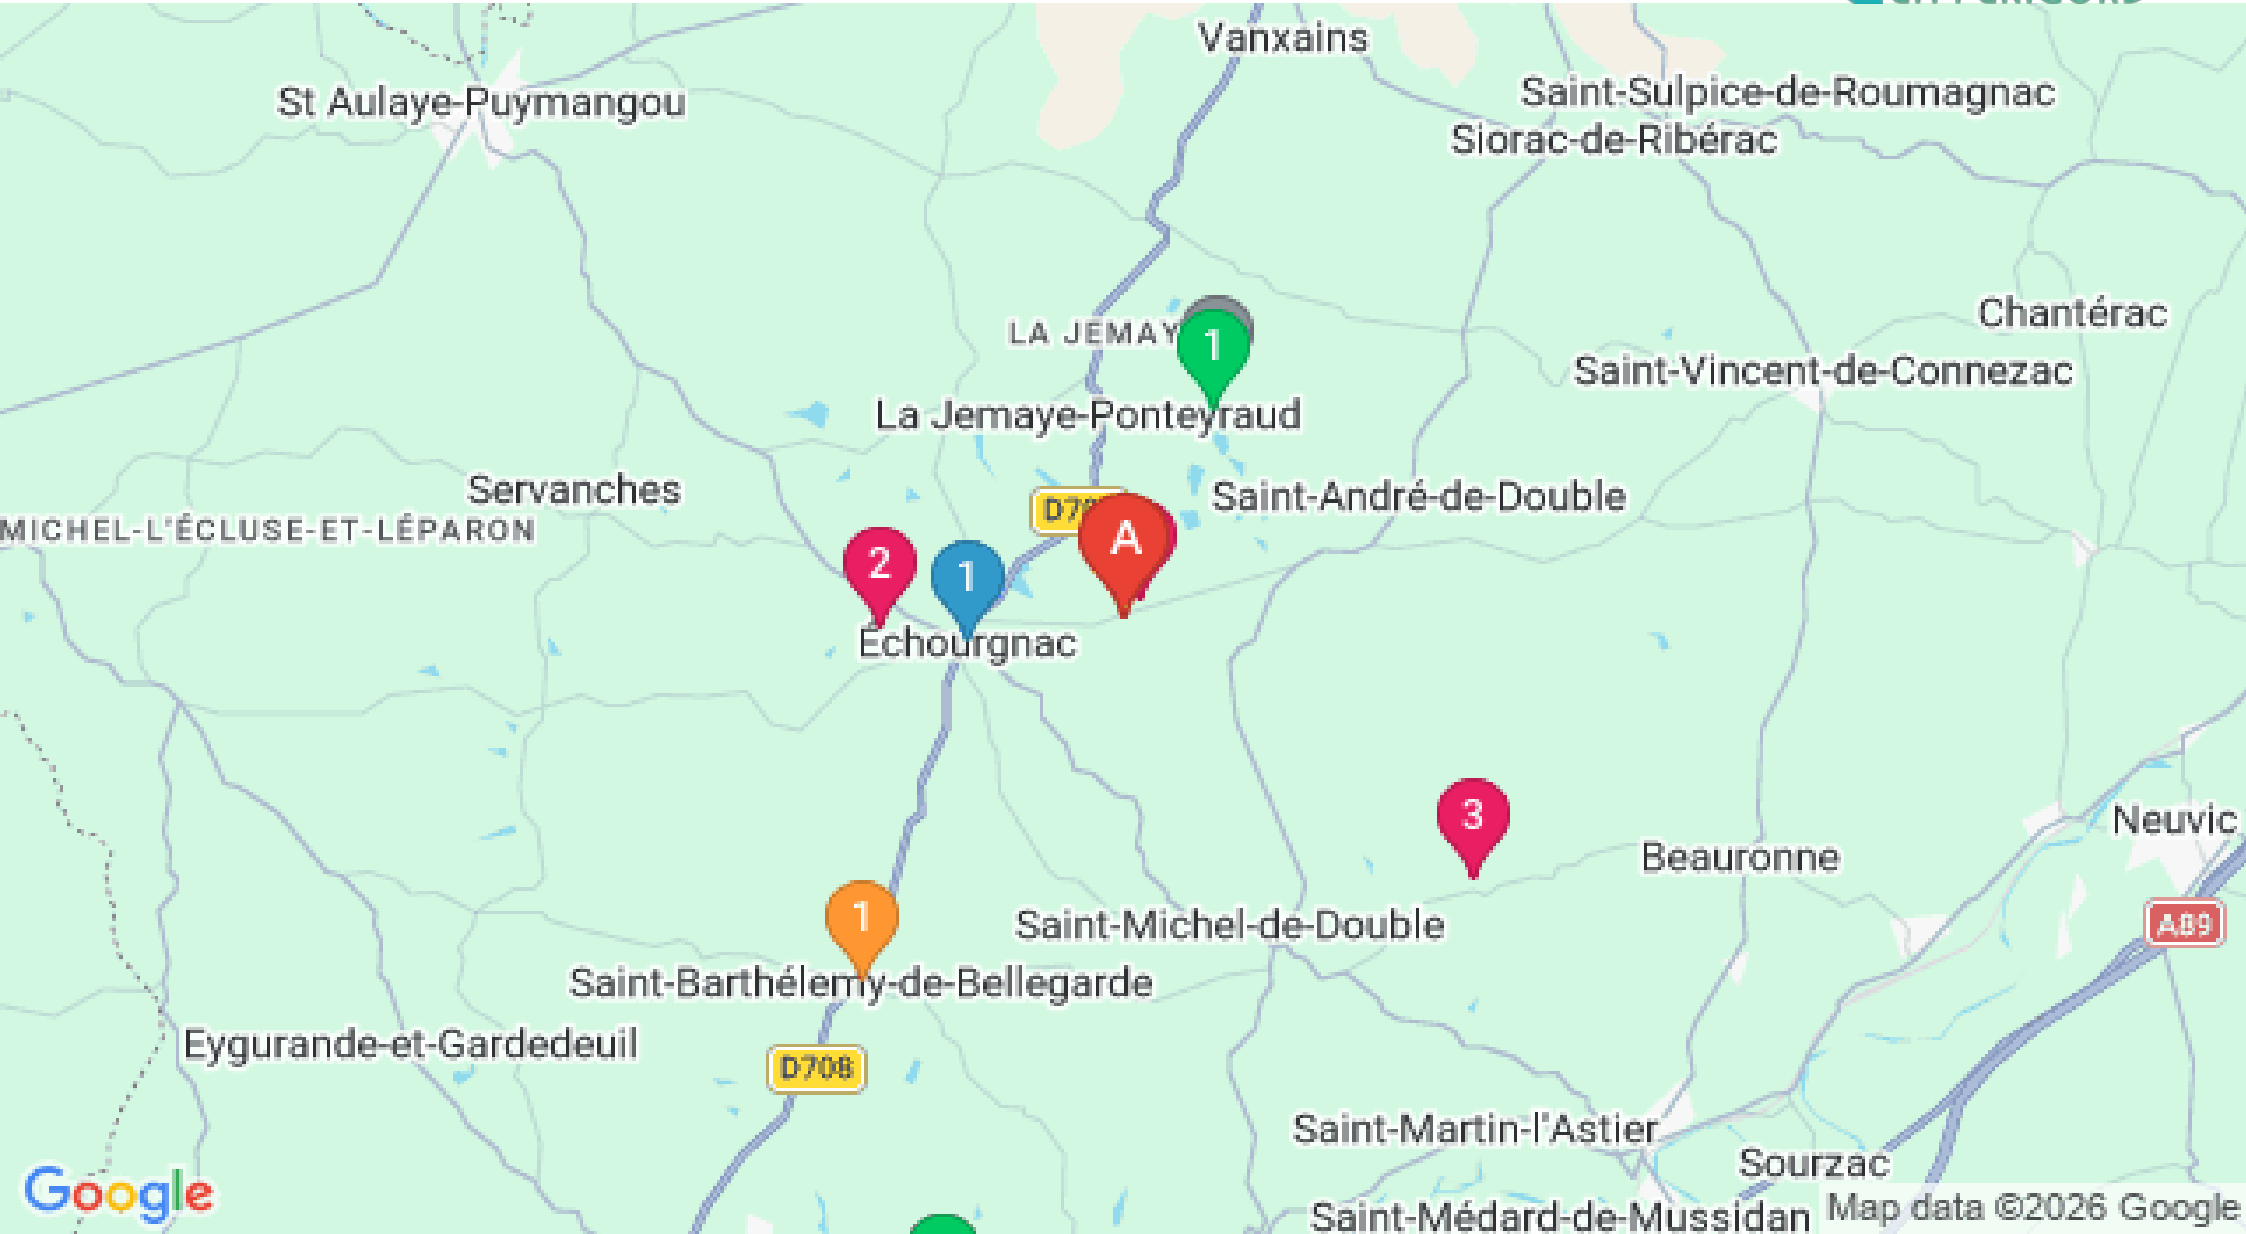 Vanxains
St Aulaye-Puymangou
Saint-Sulpice-de-Roumagnac
Siorac-de-Ribérac
Chantérac
LA JEMAY
1
Saint-Vincent-de-Connezac
La Jemaye-Ponteyraud
Servanches
Saint-André-de-Double
D70
MICHEL-L'ÉCLUSE-ET-LÉPARON
A
2
1
Échourgnac
3
Neuvic
Beauronne
1
Saint-Michel-de-Double
A89
Saint-Barthélemy-de-Bellegarde
Eygurande-et-Gardedeuil
D708
Saint-Martin-l'Astier
Sourzac
Google
Saint-Médard-de-Mussidan
Map data ©2026 Google